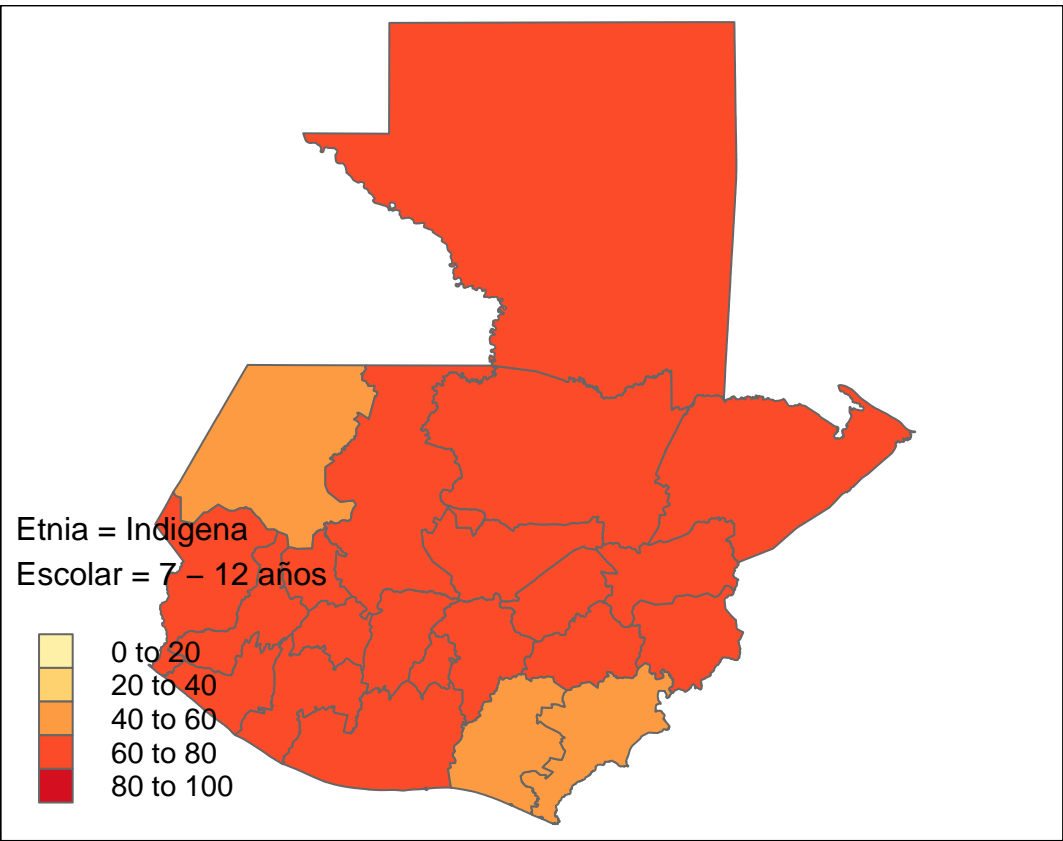 Etnia = Indigena
Escolar = 7 – 12 años
0 to 20
20 to 40
40 to 60
60 to 80
80 to 100